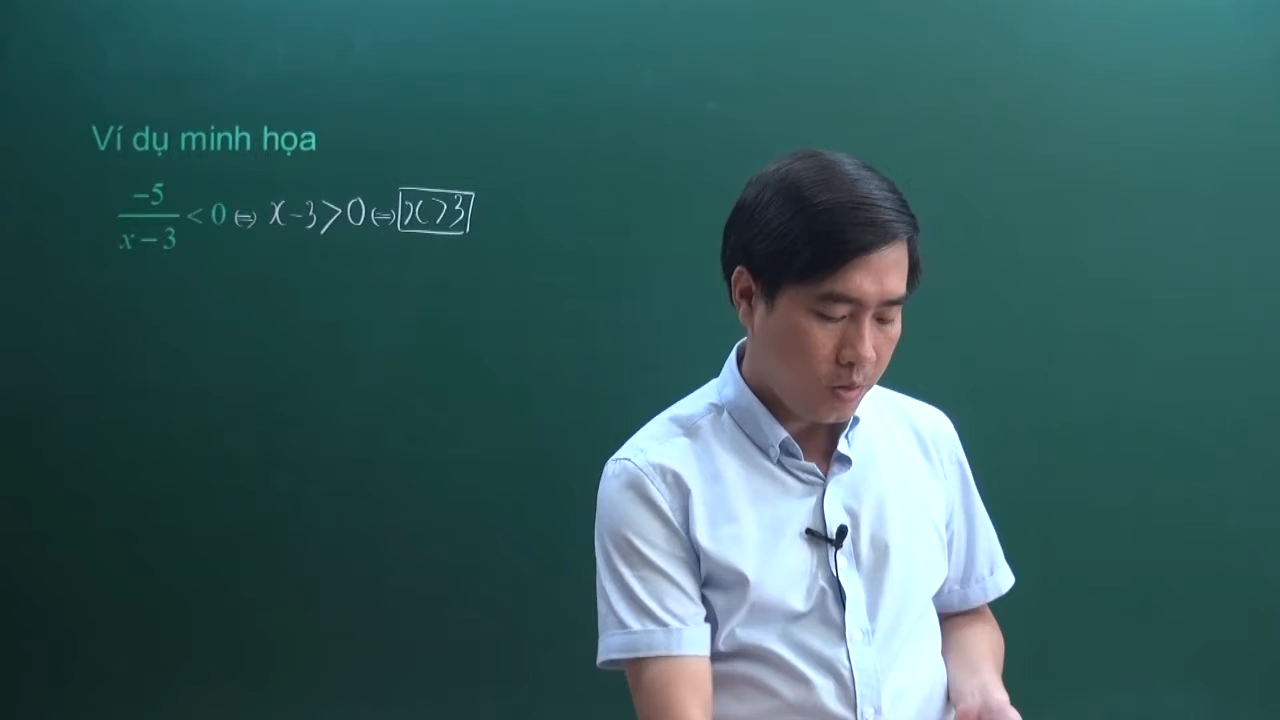 Ví dụ minh họa
−5/(x−3) < 0 ⇔ x−3>0 ⇔ x>3